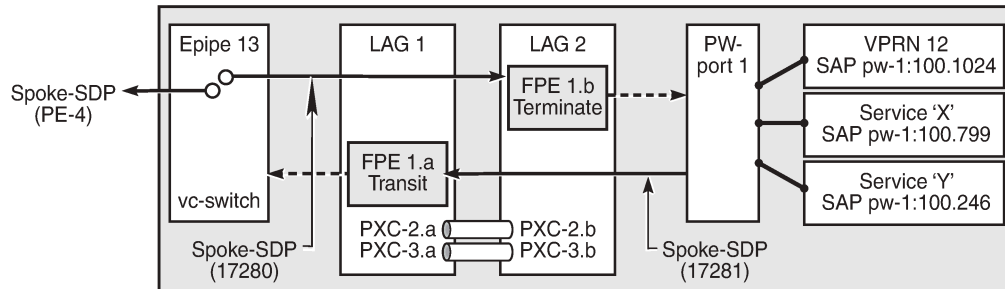 Epipe 13
LAG 1
LAG 2
PW-
port 1
VPRN 12
SAP pw-1:100.1024
Spoke-SDP
(PE-4)
FPE 1.b
Terminate
Service ‘X’
SAP pw-1:100.799
FPE 1.a
Transit
Service ‘Y’
SAP pw-1:100.246
vc-switch
PXC-2.a
PXC-2.b
PXC-3.a
PXC-3.b
Spoke-SDP
(17280)
Spoke-SDP
(17281)